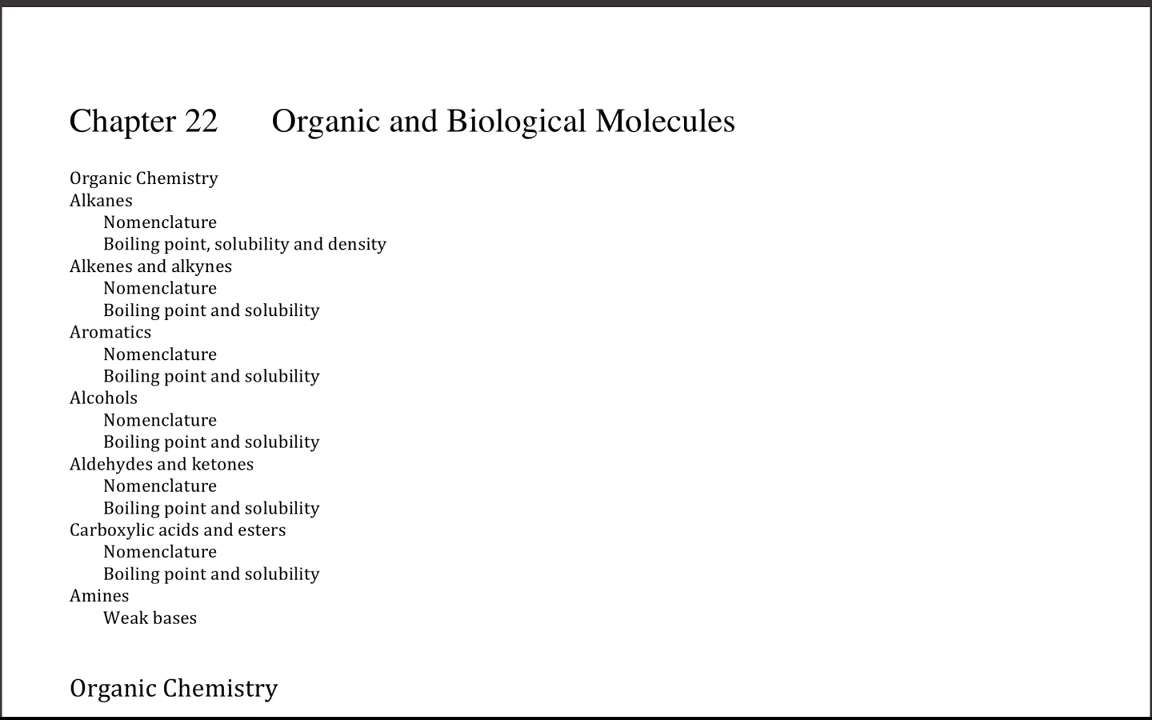 Chapter 22 Organic and Biological Molecules
Organic Chemistry
Alkanes
Nomenclature
Boiling point, solubility and density
Alkenes and alkynes
Nomenclature
Boiling point and solubility
Aromatics
Nomenclature
Boiling point and solubility
Alcohols
Nomenclature
Boiling point and solubility
Aldehydes and ketones
Nomenclature
Boiling point and solubility
Carboxylic acids and esters
Nomenclature
Boiling point and solubility
Amines
Weak bases
Organic Chemistry